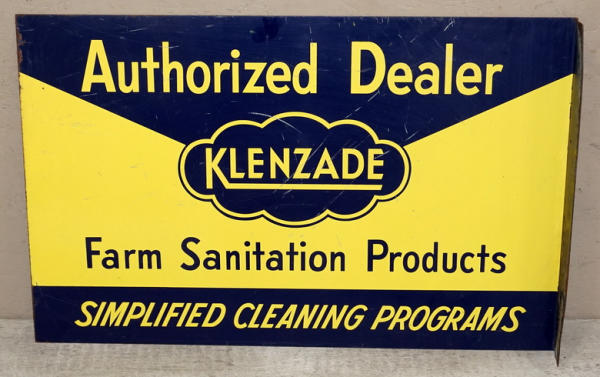 Authorized Dealer
KLENZADE
Farm Sanitation Products
SIMPLIFIED CLEANING PROGRAMS